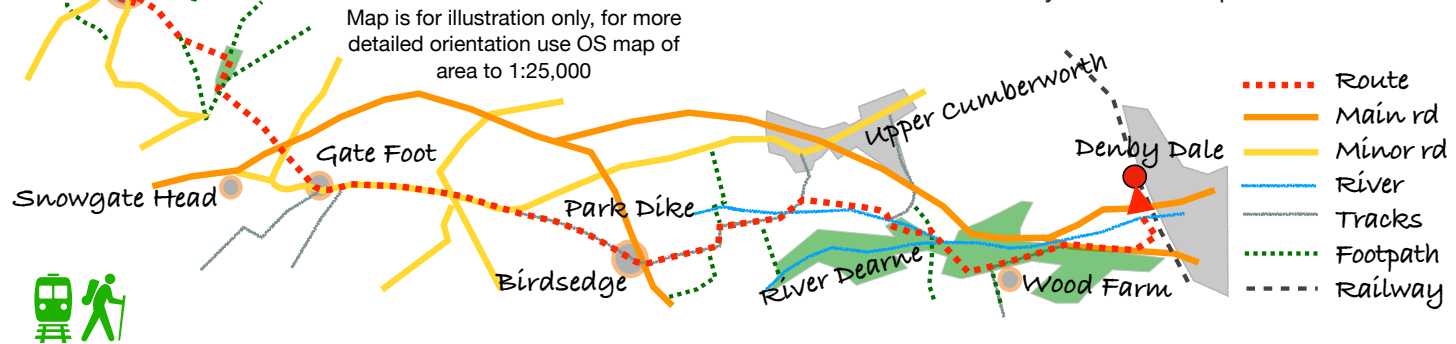 Map is for illustration only, for more
detailed orientation use OS map of
area to 1:25,000
Upper Cumberworth
Denby Dale
Gate Foot
Snowgate Head
Park Dike
Birdsedge
River Dearne
Wood Farm
Route
Main rd
Minor rd
River
Tracks
Footpath
Railway